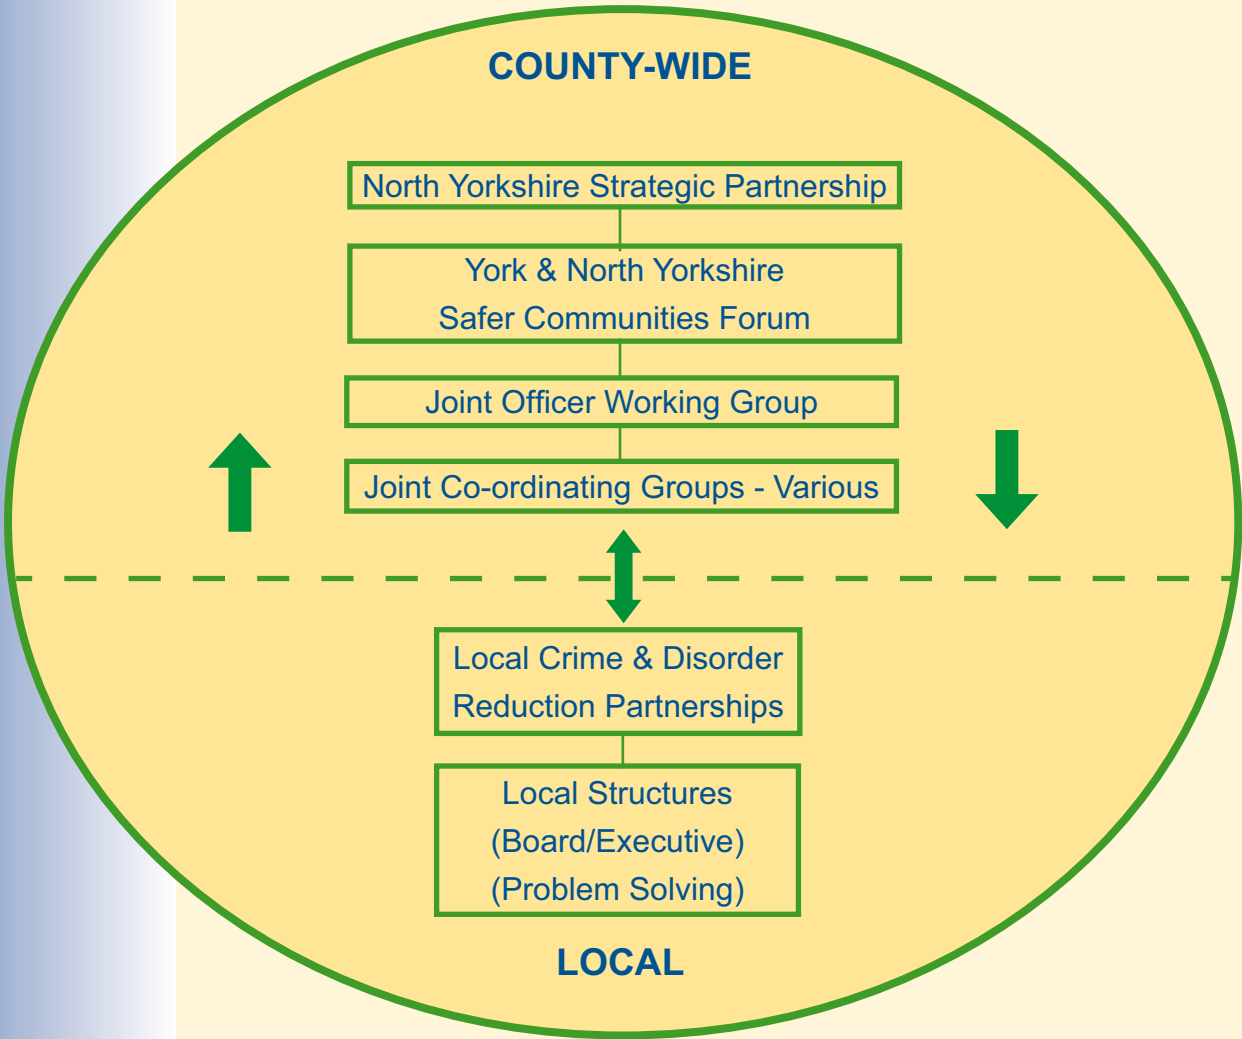 COUNTY-WIDE
North Yorkshire Strategic Partnership
York & North Yorkshire
Safer Communities Forum
Joint Officer Working Group
Joint Co-ordinating Groups - Various
Local Crime & Disorder
Reduction Partnerships
Local Structures
(Board/Executive)
(Problem Solving)
LOCAL